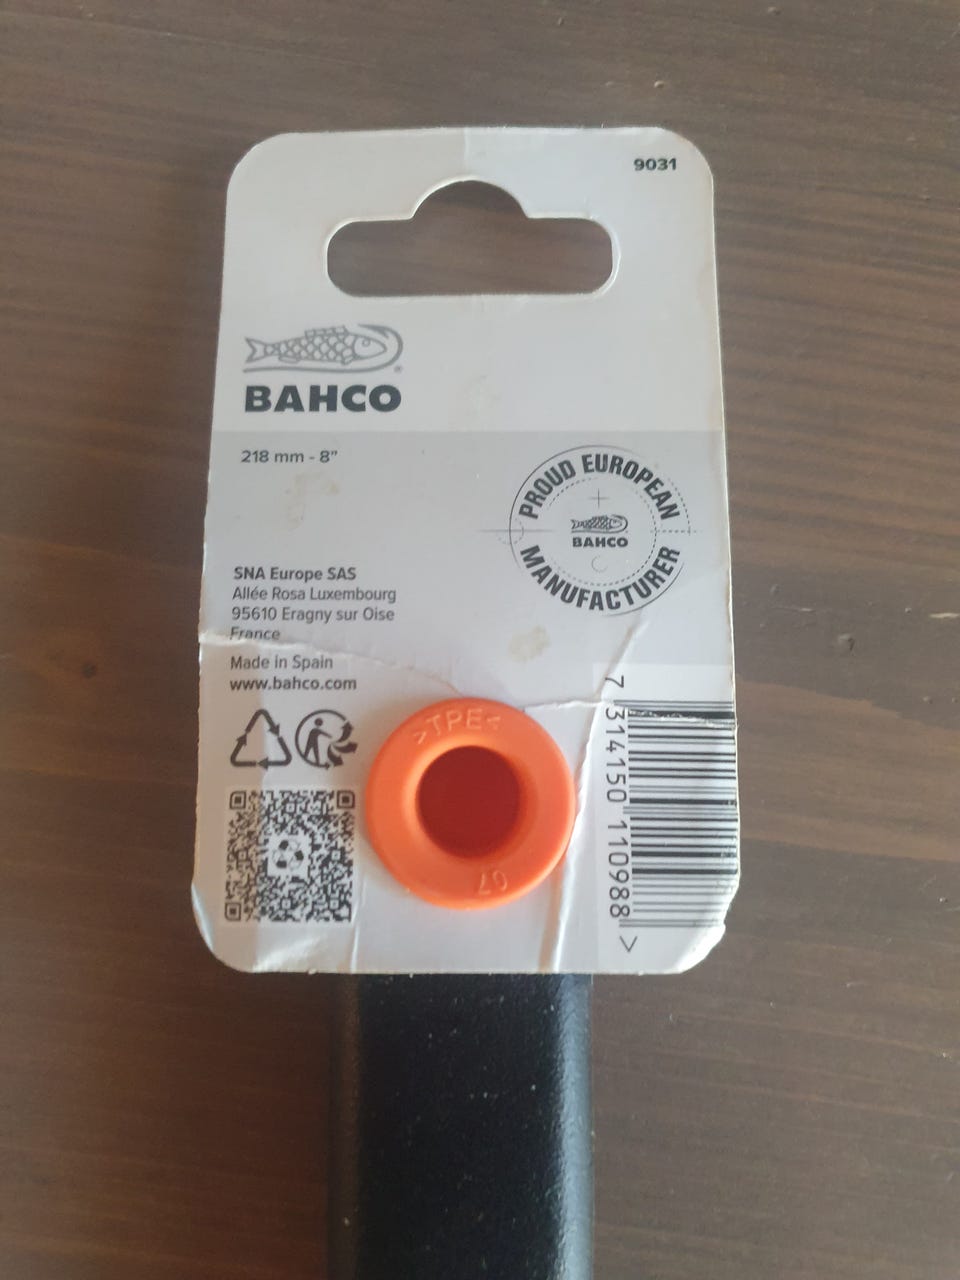 9031
BAHCO
218 mm - 8"
PROUD EUROPEAN
BAHCO
MANUFACTURER
SNA Europe SAS
Allée Rosa Luxembourg
95610 Eragny sur Oise
France
Made in Spain
www.bahco.com
>TPE<
07
7 314150 110988 >